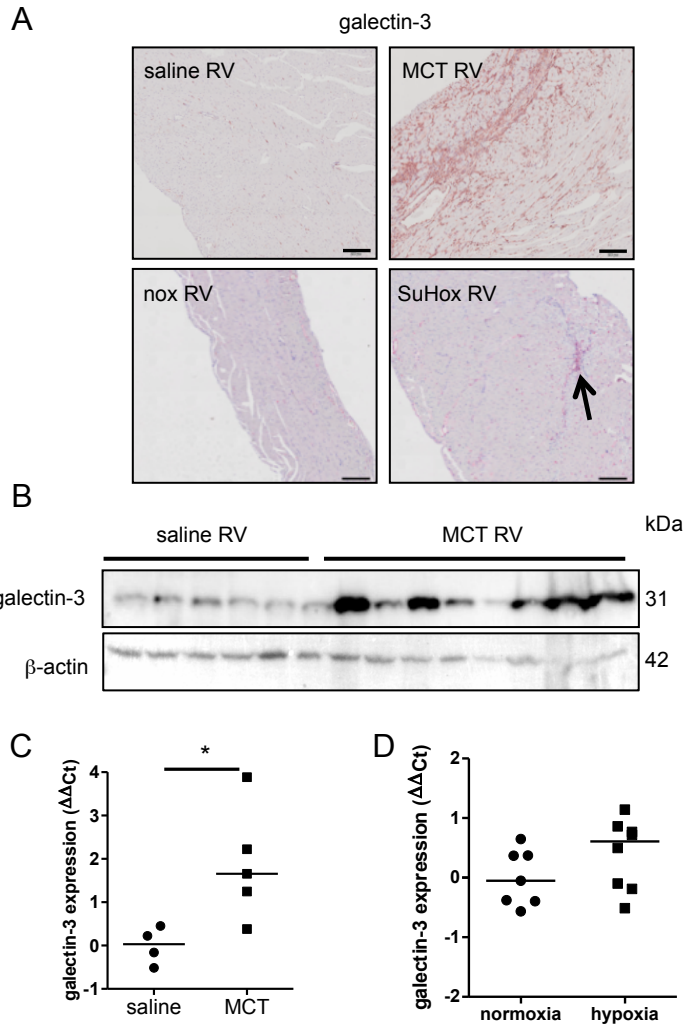 A
galectin-3
saline RV
MCT RV
nox RV
SuHox RV
B
saline RV
MCT RV
kDa
galectin-3
31
β-actin
42
C
*
galectin-3 expression (ΔΔCt)
4
3
2
1
0
-1
saline
MCT
D
galectin-3 expression (ΔΔCt)
2
1
0
-1
-2
normoxia
hypoxia